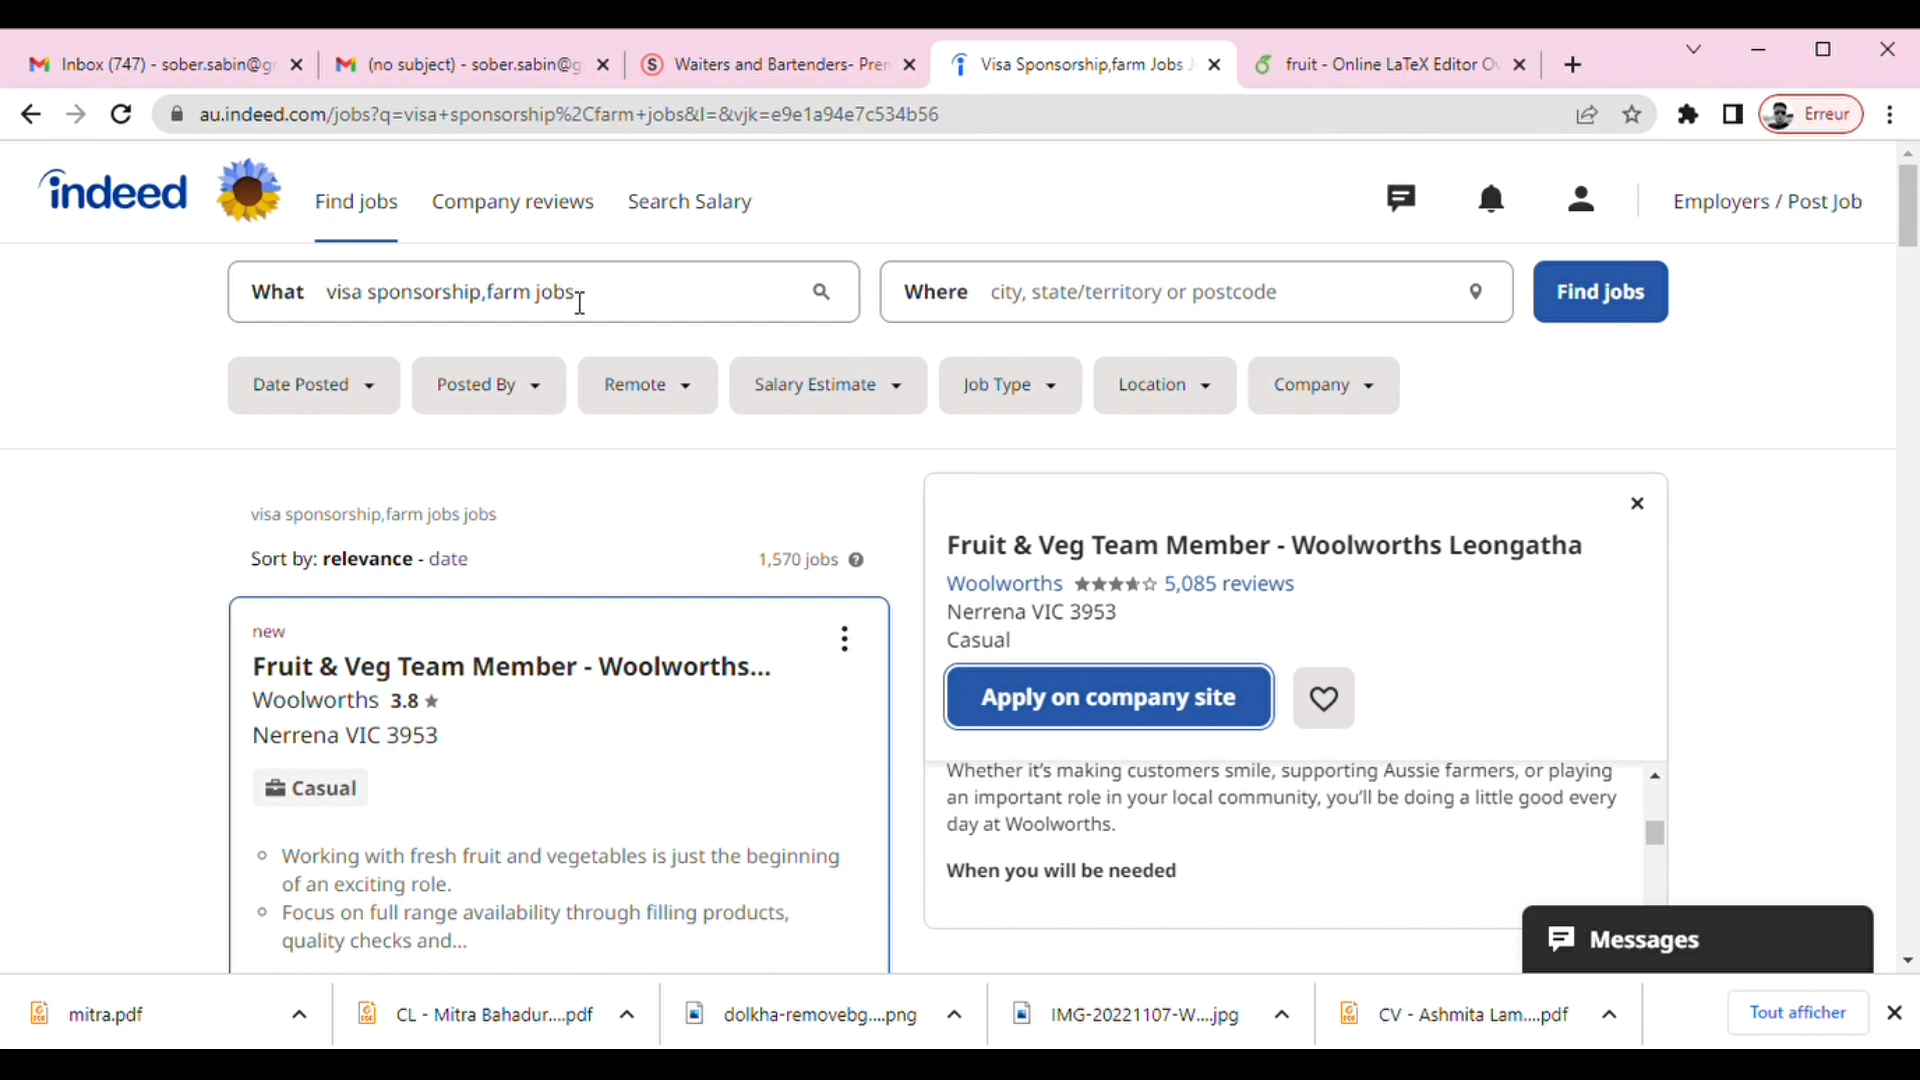 Inbox (747) - sober.sabin@gr
(no subject) - sober.sabin@g
Waiters and Bartenders- Pren
Visa Sponsorship,farm Jobs J
fruit - Online LaTeX Editor Ov
au.indeed.com/jobs?q=visa+sponsorship%2Cfarm+jobs&l=&vjk=e9e1a94e7c534b56
Erreur
indeed
Find jobs
Company reviews
Search Salary
Employers / Post Job
What visa sponsorship,farm jobs
Where city, state/territory or postcode
Find jobs
Date Posted
Posted By
Remote
Salary Estimate
Job Type
Location
Company
visa sponsorship,farm jobs jobs
Sort by: relevance - date
1,570 jobs
new
Fruit & Veg Team Member - Woolworths...
Woolworths 3.8
Nerrena VIC 3953
Casual
Working with fresh fruit and vegetables is just the beginning
of an exciting role.
Focus on full range availability through filling products,
quality checks and...
Fruit & Veg Team Member - Woolworths Leongatha
Woolworths 5,085 reviews
Nerrena VIC 3953
Casual
Apply on company site
Whether it's making customers smile, supporting Aussie farmers, or playing
an important role in your local community, you'll be doing a little good every
day at Woolworths.
When you will be needed
Messages
mitra.pdf
CL - Mitra Bahadur....pdf
dolkha-removebg....png
IMG-20221107-W....jpg
CV - Ashmita Lam....pdf
Tout afficher